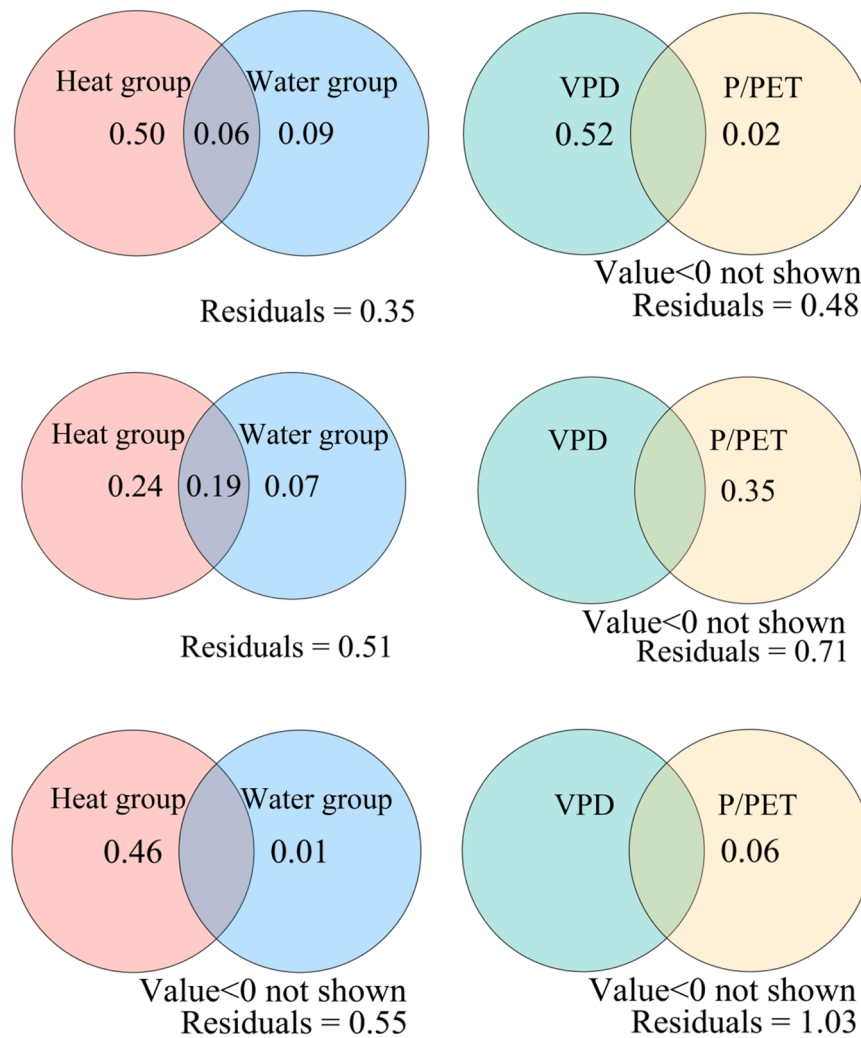 Heat group Water group
0.50 0.06 0.09
Residuals = 0.35
VPD P/PET
0.52 0.02
Value<0 not shown
Residuals = 0.48
Heat group Water group
0.24 0.19 0.07
Residuals = 0.51
VPD P/PET
0.35
Value<0 not shown
Residuals = 0.71
Heat group Water group
0.46 0.01
Value<0 not shown
Residuals = 0.55
VPD P/PET
0.06
Value<0 not shown
Residuals = 1.03